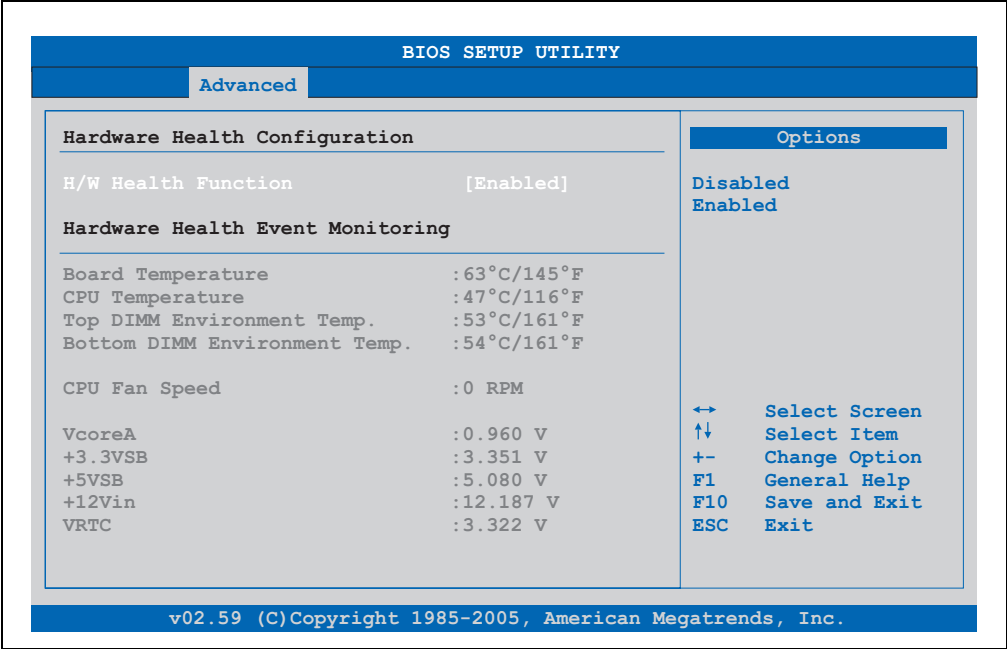 BIOS SETUP UTILITY
Advanced
Hardware Health Configuration
H/W Health Function [Enabled]
Hardware Health Event Monitoring
Board Temperature :63°C/145°F
CPU Temperature :47°C/116°F
Top DIMM Environment Temp. :53°C/161°F
Bottom DIMM Environment Temp. :54°C/161°F
CPU Fan Speed :0 RPM
VcoreA :0.960 V
+3.3VSB :3.351 V
+5VSB :5.080 V
+12Vin :12.187 V
VRTC :3.322 V
Options
Disabled
Enabled
↔ Select Screen
↑↓ Select Item
+- Change Option
F1 General Help
F10 Save and Exit
ESC Exit
v02.59 (C)Copyright 1985-2005, American Megatrends, Inc.